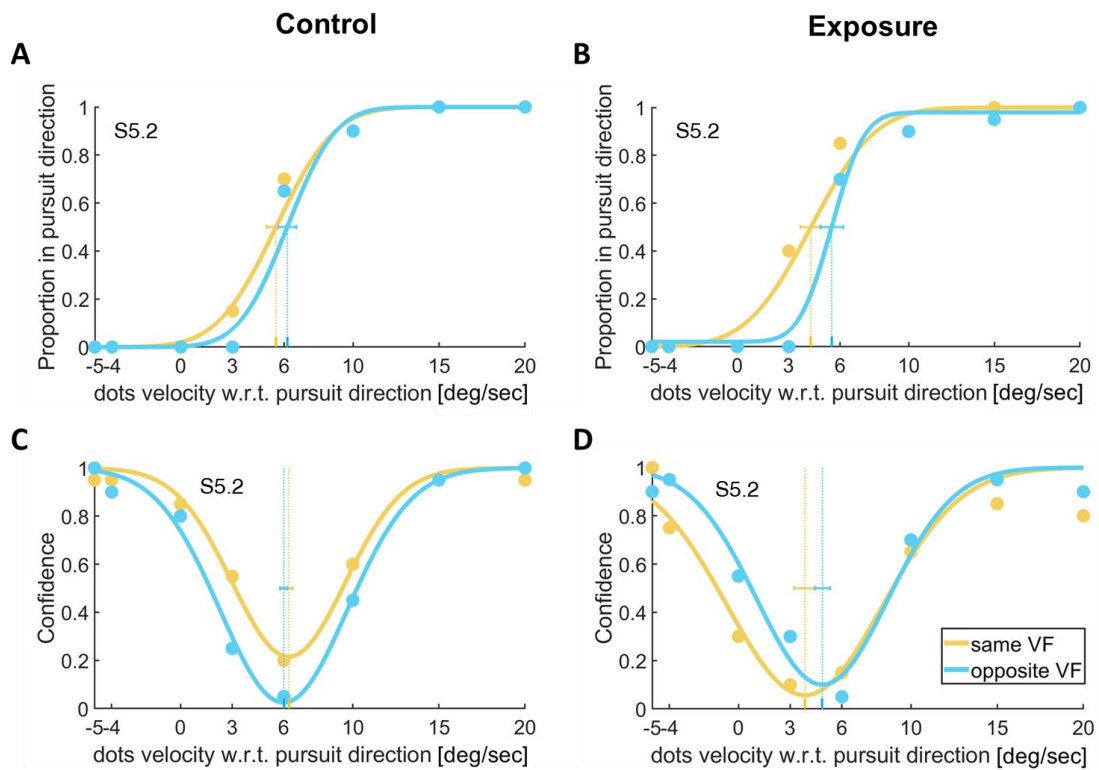 Control
Exposure
A
B
Proportion in pursuit direction
1
0.8
0.6
0.4
0.2
0
S5.2
-5-4 0 3 6 10 15 20
dots velocity w.r.t. pursuit direction [deg/sec]
Proportion in pursuit direction
1
0.8
0.6
0.4
0.2
0
S5.2
-5-4 0 3 6 10 15 20
dots velocity w.r.t. pursuit direction [deg/sec]
C
D
Confidence
1
0.8
0.6
0.4
0.2
0
S5.2
-5-4 0 3 6 10 15 20
dots velocity w.r.t. pursuit direction [deg/sec]
Confidence
1
0.8
0.6
0.4
0.2
0
S5.2
same VF
opposite VF
-5-4 0 3 6 10 15 20
dots velocity w.r.t. pursuit direction [deg/sec]